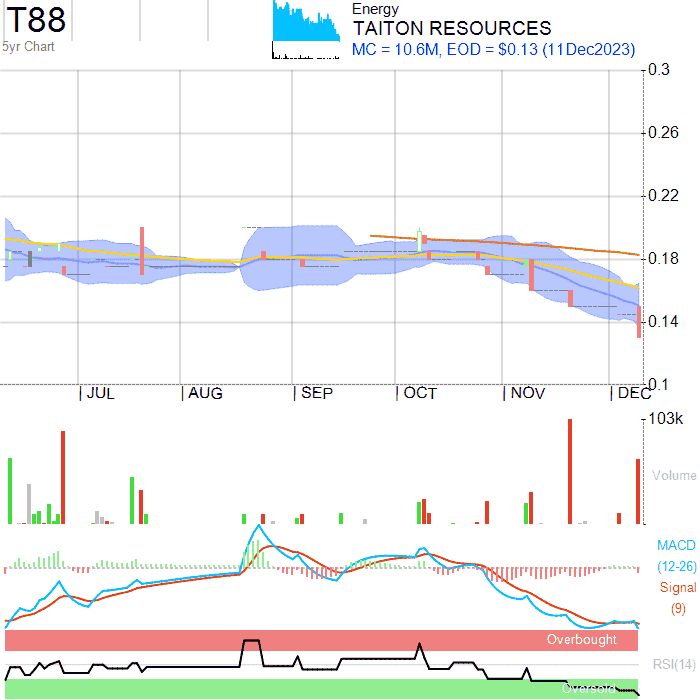 T88
5yr Chart
Energy
TAITON RESOURCES
MC = 10.6M, EOD = $0.13 (11Dec2023)
0.3
0.26
0.22
0.18
0.14
0.1
| JUL | AUG | SEP | OCT | NOV | DEC
103k
Volume
MACD
(12-26)
Signal
(9)
Overbought
RSI(14)
Oversold